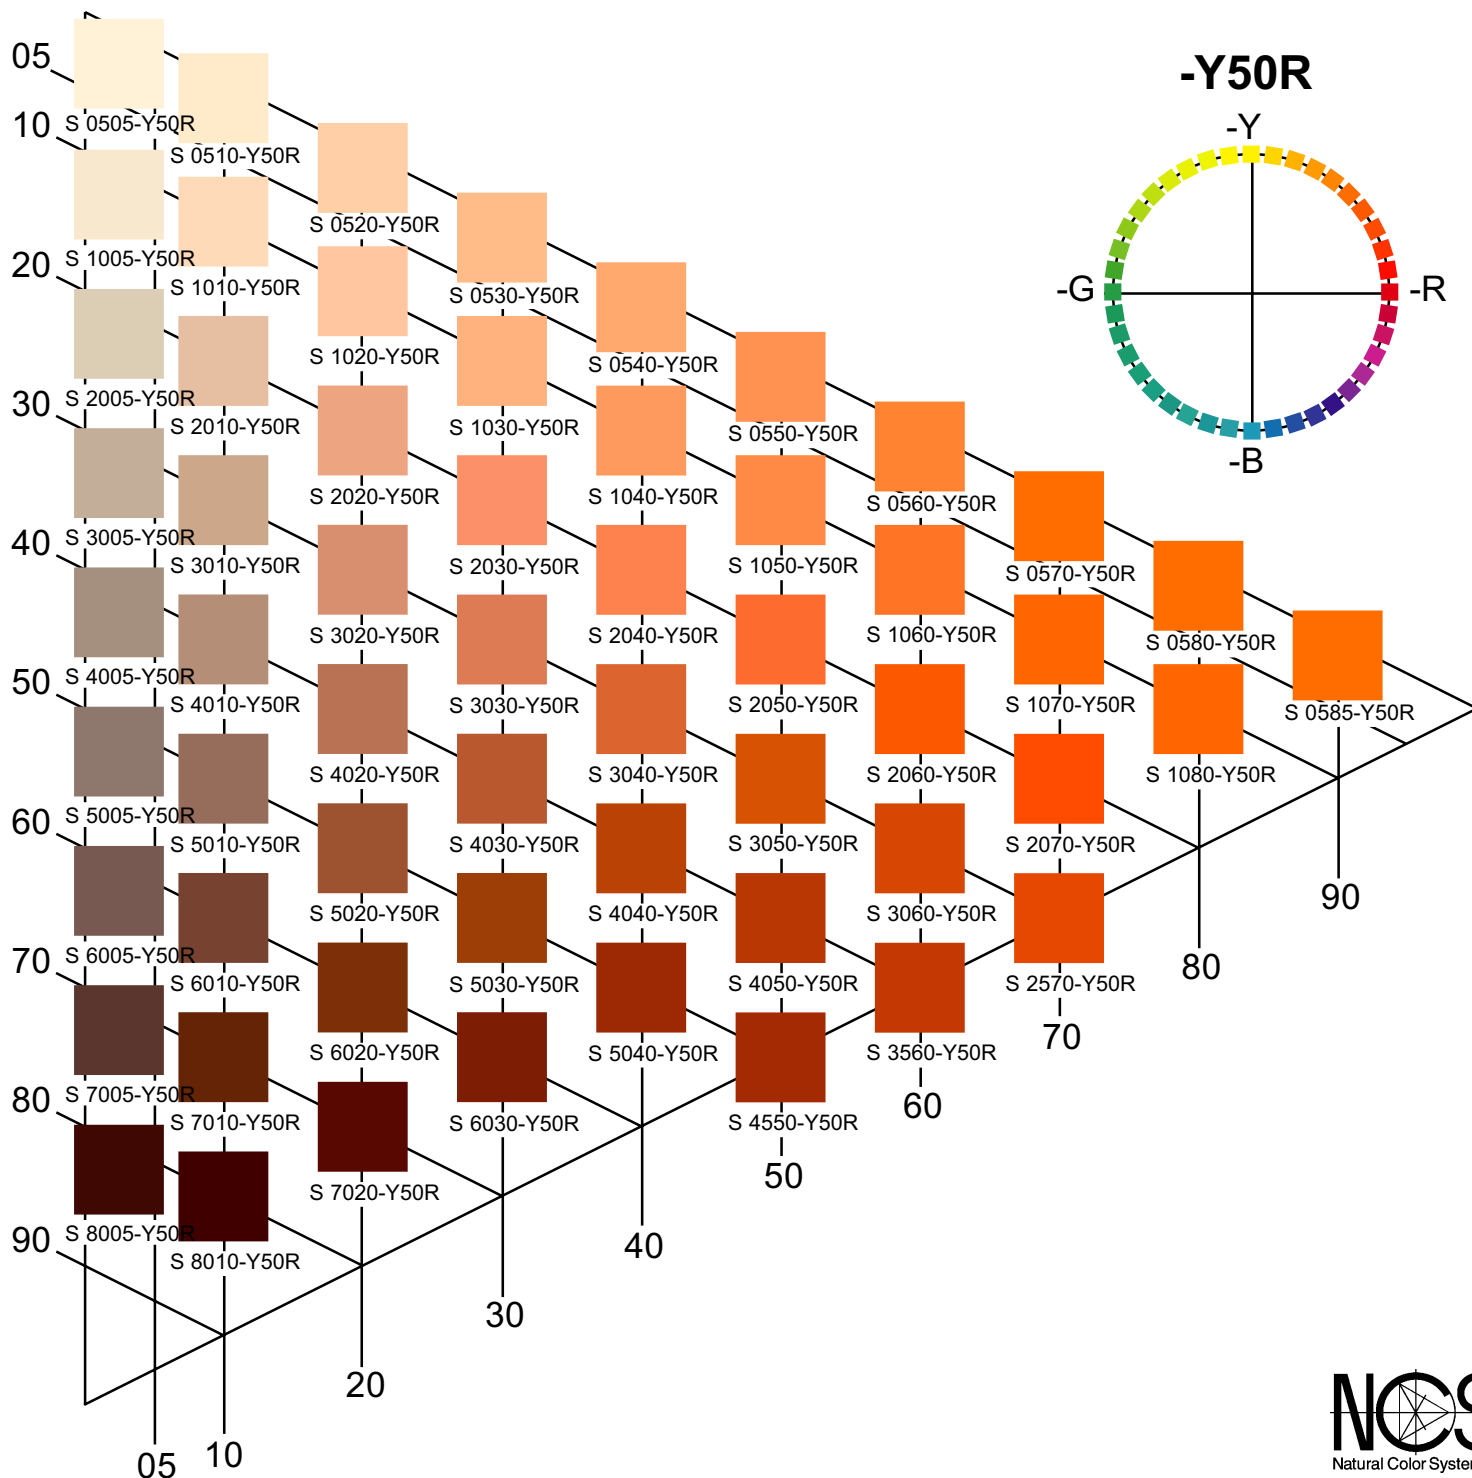 -Y50R
-Y
-G
-R
-B
05
10
20
30
40
50
60
70
80
90
S 0505-Y50R
S 0510-Y50R
S 0520-Y50R
S 0530-Y50R
S 0540-Y50R
S 0550-Y50R
S 0560-Y50R
S 0570-Y50R
S 0580-Y50R
S 0585-Y50R
S 1005-Y50R
S 1010-Y50R
S 1020-Y50R
S 1030-Y50R
S 1040-Y50R
S 1050-Y50R
S 1060-Y50R
S 1070-Y50R
S 1080-Y50R
S 2005-Y50R
S 2010-Y50R
S 2020-Y50R
S 2030-Y50R
S 2040-Y50R
S 2050-Y50R
S 2060-Y50R
S 2070-Y50R
S 2570-Y50R
S 3005-Y50R
S 3010-Y50R
S 3020-Y50R
S 3030-Y50R
S 3040-Y50R
S 3050-Y50R
S 3060-Y50R
S 3560-Y50R
S 4005-Y50R
S 4010-Y50R
S 4020-Y50R
S 4030-Y50R
S 4040-Y50R
S 4050-Y50R
S 4550-Y50R
S 5005-Y50R
S 5010-Y50R
S 5020-Y50R
S 5030-Y50R
S 5040-Y50R
S 6005-Y50R
S 6010-Y50R
S 6020-Y50R
S 6030-Y50R
S 7005-Y50R
S 7010-Y50R
S 7020-Y50R
S 8005-Y50R
S 8010-Y50R
05
10
20
30
40
50
60
70
80
90
NCS
Natural Color System